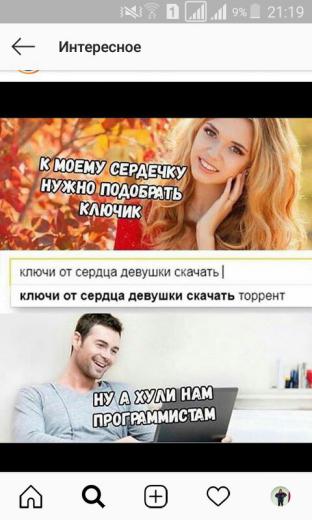 1 9% 21:19
Интересное
К МОЕМУ СЕРДЕЧКУ
НУЖНО ПОДОБРАТЬ
КЛЮЧИК
ключи от сердца девушки скачать
ключи от сердца девушки скачать торрент
НУ А ХУЛИ НАМ
ПРОГРАММИСТАМ